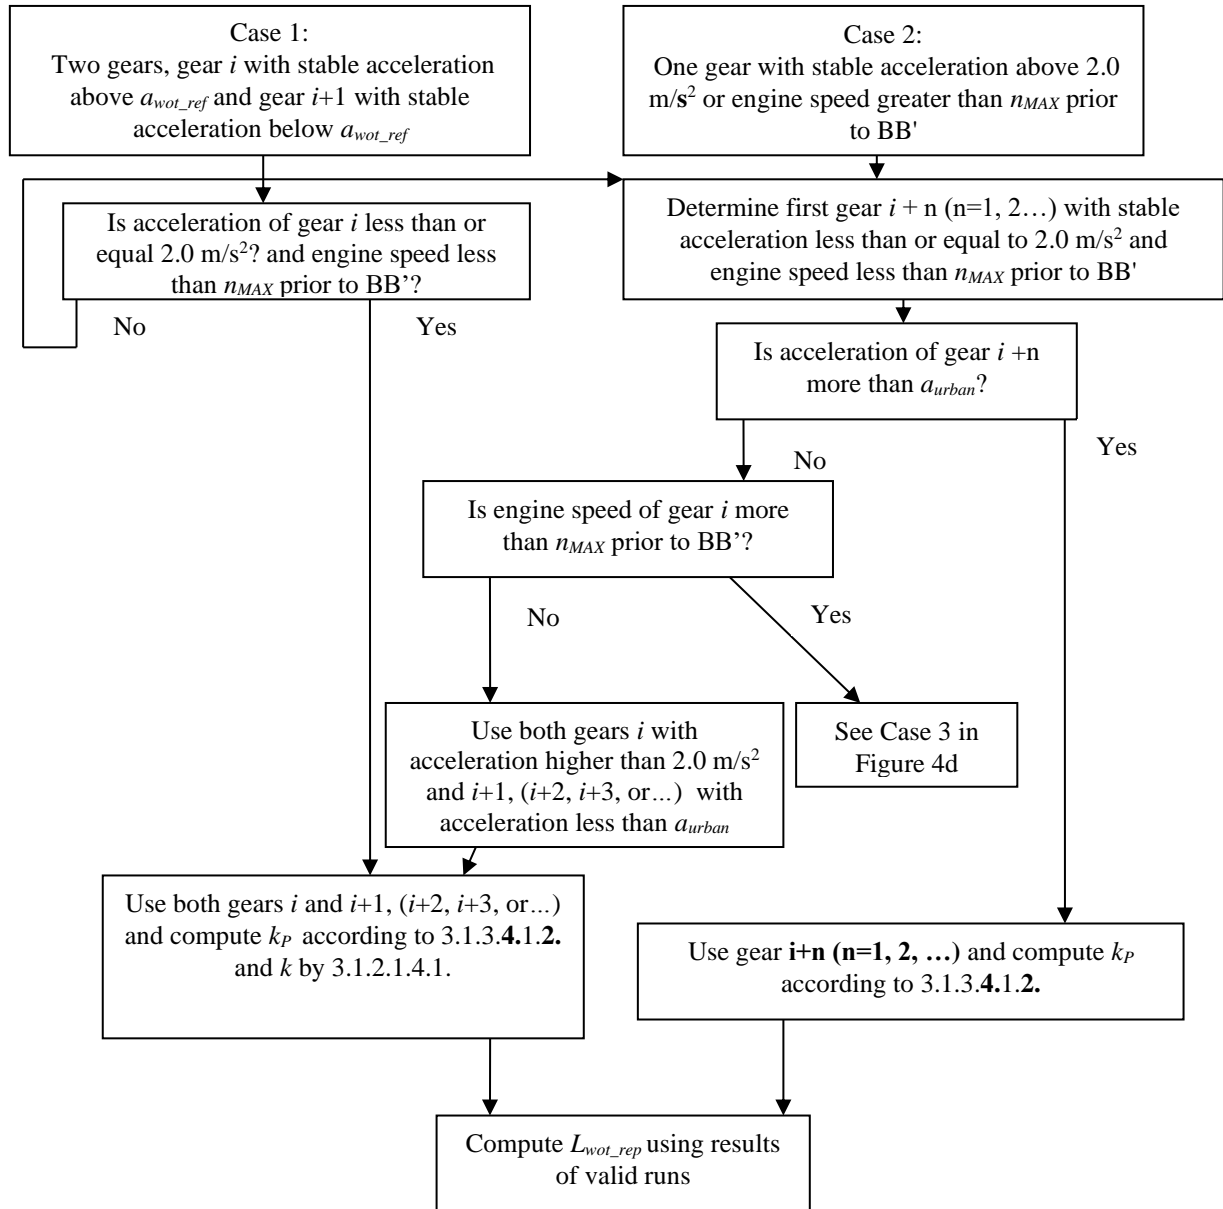 Case 1:
Two gears, gear i with stable acceleration
above a_wot_ref and gear i+1 with stable
acceleration below a_wot_ref
Case 2:
One gear with stable acceleration above 2.0
m/s² or engine speed greater than n_MAX prior
to BB'
Is acceleration of gear i less than or
equal 2.0 m/s²? and engine speed less
than n_MAX prior to BB’?
Determine first gear i + n (n=1, 2…) with stable
acceleration less than or equal to 2.0 m/s² and
engine speed less than n_MAX prior to BB'
No
Yes
Is acceleration of gear i +n
more than a_urban?
No
Yes
Is engine speed of gear i more
than n_MAX prior to BB’?
No
Yes
Use both gears i with
acceleration higher than 2.0 m/s²
and i+1, (i+2, i+3, or…) with
acceleration less than a_urban
See Case 3 in
Figure 4d
Use both gears i and i+1, (i+2, i+3, or…)
and compute k_P according to 3.1.3.4.1.2.
and k by 3.1.2.1.4.1.
Use gear i+n (n=1, 2, …) and compute k_P
according to 3.1.3.4.1.2.
Compute L_wot_rep using results
of valid runs